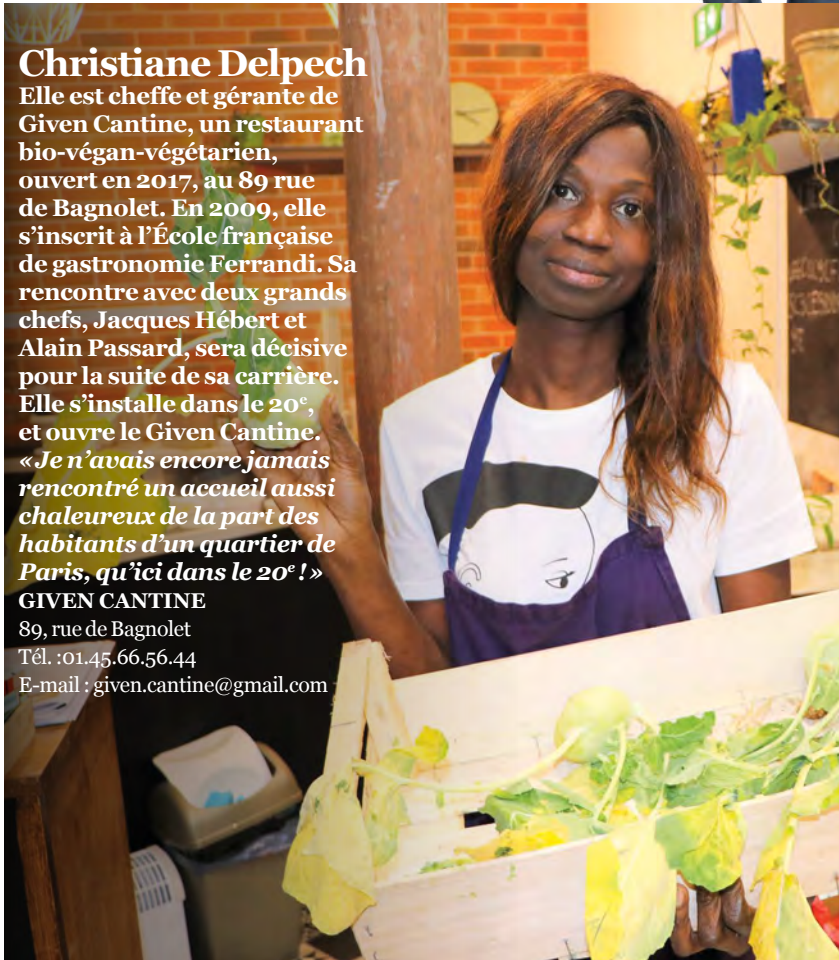 Christiane Delpech
Elle est cheffe et gérante de
Given Cantine, un restaurant
bio-végan-végétarien,
ouvert en 2017, au 89 rue
de Bagnolet. En 2009, elle
s’inscrit à l’École française
de gastronomie Ferrandi. Sa
rencontre avec deux grands
chefs, Jacques Hébert et
Alain Passard, sera décisive
pour la suite de sa carrière.
Elle s’installe dans le 20e,
et ouvre le Given Cantine.
«Je n’avais encore jamais
rencontré un accueil aussi
chaleureux de la part des
habitants d’un quartier de
Paris, qu’ici dans le 20e !»
GIVEN CANTINE
89, rue de Bagnolet
Tél. :01.45.66.56.44
E-mail : given.cantine@gmail.com